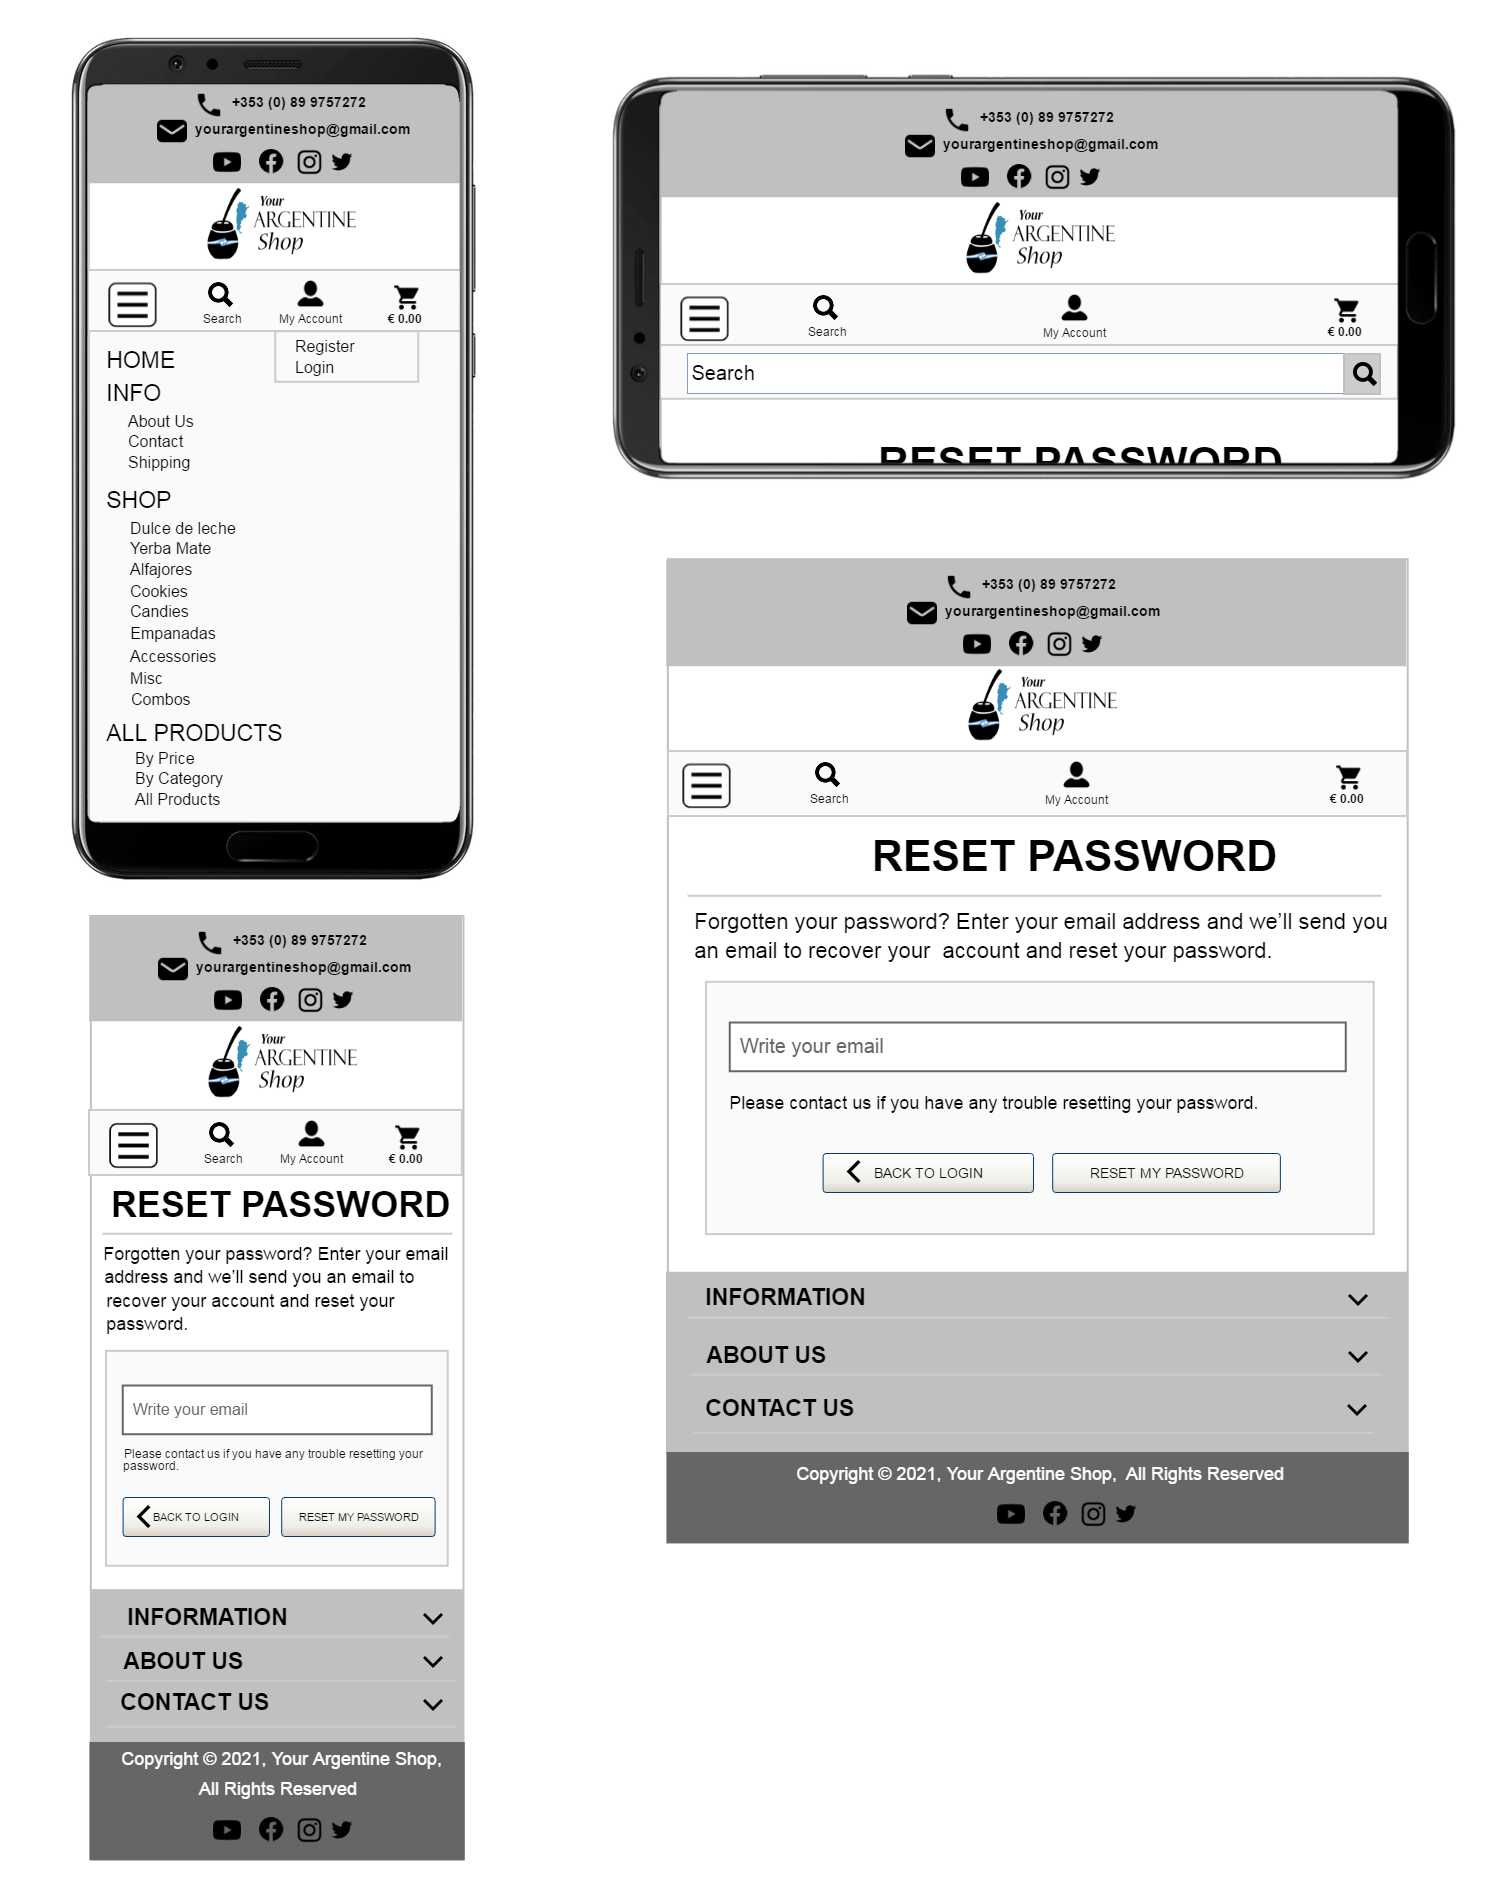 +353 (0) 89 9757272
yourargentineshop@gmail.com
Your
ARGENTINE
Shop
Search
My Account
€ 0.00
Register
Login
HOME
INFO
About Us
Contact
Shipping
SHOP
Dulce de leche
Yerba Mate
Alfajores
Cookies
Candies
Empanadas
Accessories
Misc
Combos
ALL PRODUCTS
By Price
By Category
All Products
+353 (0) 89 9757272
yourargentineshop@gmail.com
Your
ARGENTINE
Shop
Search
My Account
€ 0.00
Search
RESET PASSWORD
+353 (0) 89 9757272
yourargentineshop@gmail.com
Your
ARGENTINE
Shop
Search
My Account
€ 0.00
RESET PASSWORD
Forgotten your password? Enter your email
address and we'll send you an email to
recover your account and reset your
password.
Write your email
Please contact us if you have any trouble resetting your
password.
BACK TO LOGIN
RESET MY PASSWORD
INFORMATION
ABOUT US
CONTACT US
Copyright © 2021, Your Argentine Shop,
All Rights Reserved
+353 (0) 89 9757272
yourargentineshop@gmail.com
Your
ARGENTINE
Shop
Search
My Account
€ 0.00
RESET PASSWORD
Forgotten your password? Enter your email address and we'll send you
an email to recover your account and reset your password.
Write your email
Please contact us if you have any trouble resetting your password.
BACK TO LOGIN
RESET MY PASSWORD
INFORMATION
ABOUT US
CONTACT US
Copyright © 2021, Your Argentine Shop, All Rights Reserved